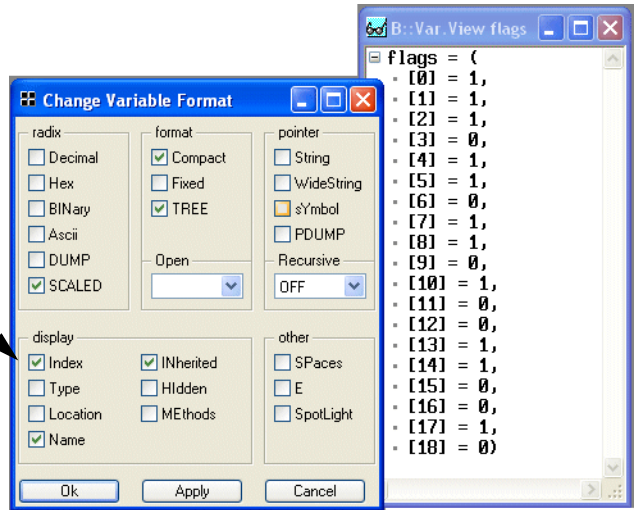 B::Var.View flags
flags = (
[0] = 1,
[1] = 1,
[2] = 1,
[3] = 0,
[4] = 1,
[5] = 1,
[6] = 0,
[7] = 1,
[8] = 1,
[9] = 0,
[10] = 1,
[11] = 0,
[12] = 0,
[13] = 1,
[14] = 1,
[15] = 0,
[16] = 0,
[17] = 1,
[18] = 0)
Change Variable Format
radix
Decimal
Hex
BINary
Ascii
DUMP
SCALED
format
Compact
Fixed
TREE
Open
pointer
String
WideString
sYmbol
PDUMP
Recursive
OFF
display
Index
Type
Location
Name
INherited
HIdden
MEthods
other
SPaces
E
SpotLight
Ok
Apply
Cancel